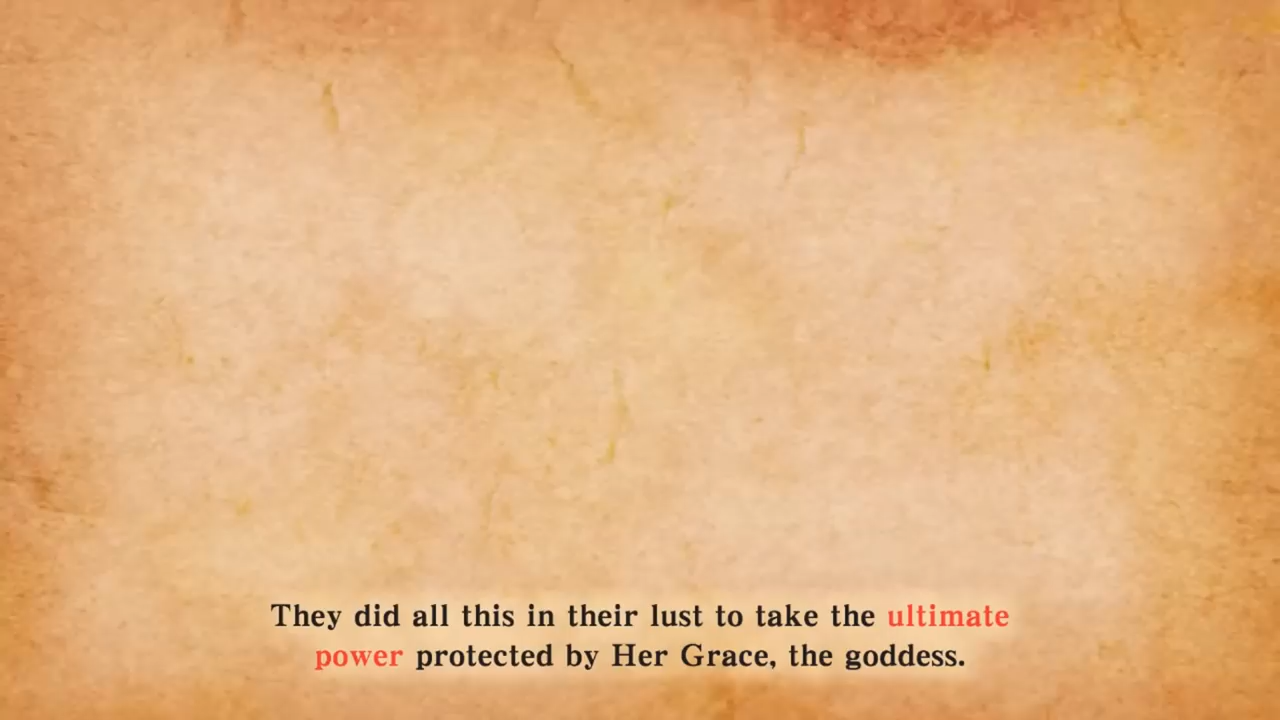 They did all this in their lust to take the ultimate
power protected by Her Grace, the goddess.